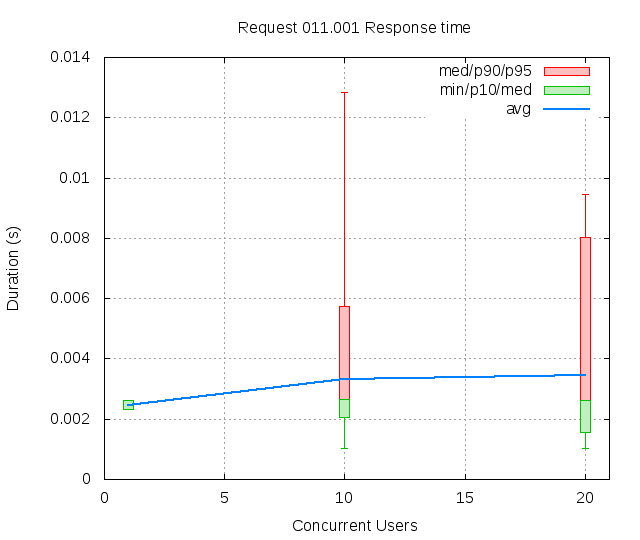 Request 011.001 Response time
0.014
0.012
0.01
0.008
0.006
0.004
0.002
0
Duration (s)
med/p90/p95
min/p10/med
avg
0 5 10 15 20
Concurrent Users